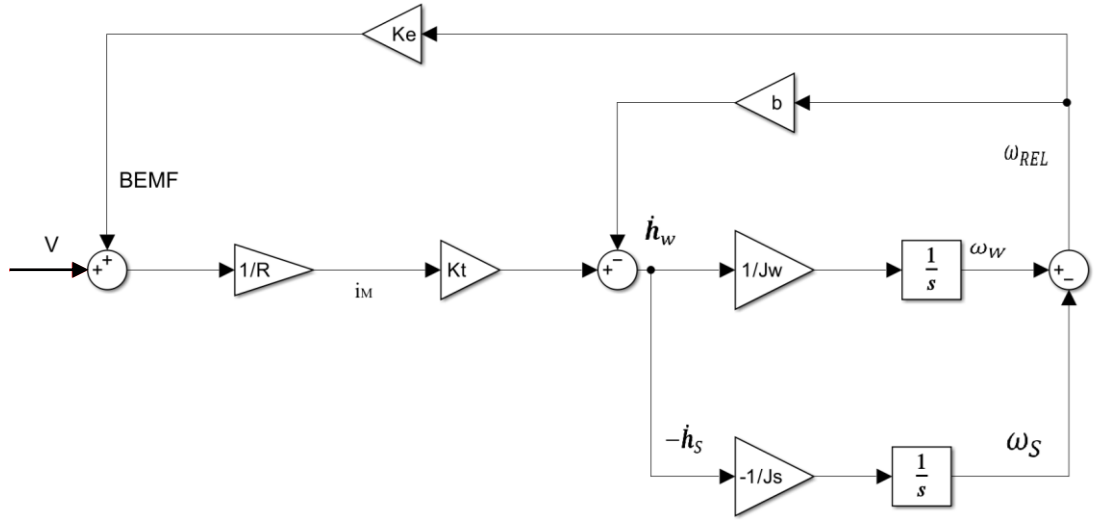 Ke
b
ω_REL
BEMF
V
+
+
1/R
i_M
Kt
+
−
ḣ_w
1/Jw
1/s
ω_W
+
−
−ḣ_S
-1/Js
1/s
ω_S